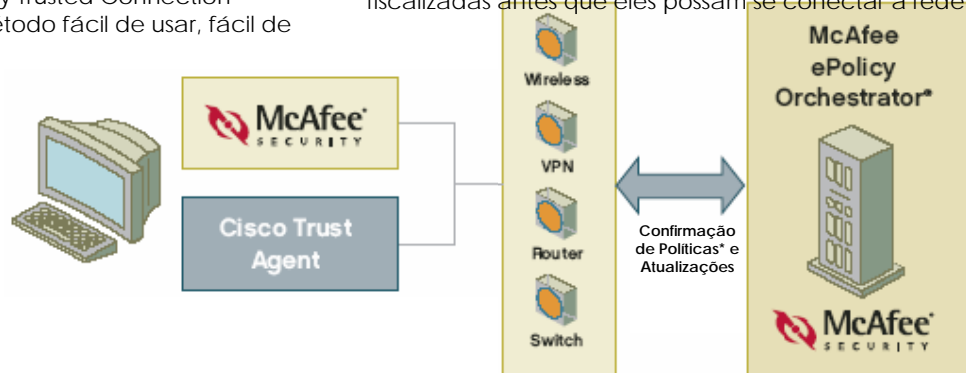 y Trusted Connection
étodo fácil de usar, fácil de
fiscalizadas antes que eles possam se conectar a rede
McAfee
SECURITY
Cisco Trust
Agent
Wireless
VPN
Router
Switch
Confirmação
de Políticas* e
Atualizações
McAfee
ePolicy
Orchestrator*
McAfee
SECURITY